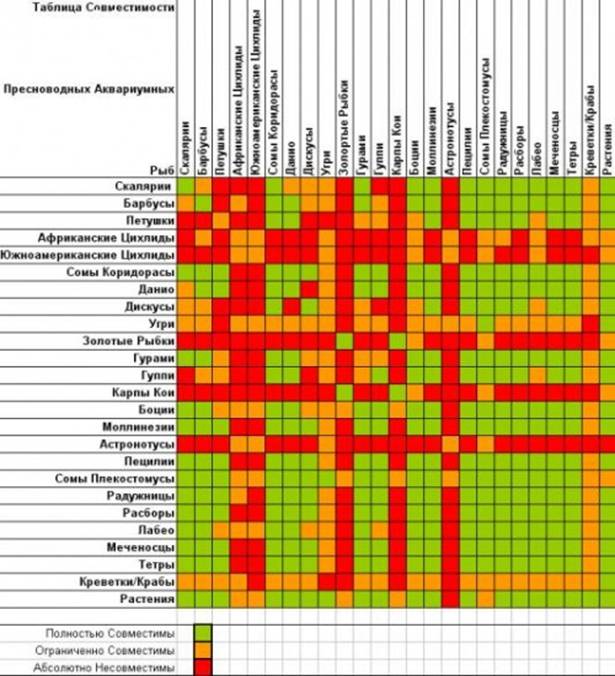 Таблица Совместимости
Пресноводных Аквариумных
Рыб
Скалярии
Барбусы
Петушки
Африканские Цихлиды
Южноамериканские Цихлиды
Сомы Коридорасы
Данио
Дискусы
Угри
Золортые Рыбки
Гурами
Гуппи
Карпы Кои
Боции
Моллинезии
Астронотусы
Пецилии
Сомы Плекостомусы
Радужницы
Расборы
Лабео
Меченосцы
Тетры
Креветки/Крабы
Растения
Скалярии
Барбусы
Петушки
Африканские Цихлиды
Южноамериканские Цихлиды
Сомы Коридорасы
Данио
Дискусы
Угри
Золотые Рыбки
Гурами
Гуппи
Карпы Кои
Боции
Моллинезии
Астронотусы
Пецилии
Сомы Плекостомусы
Радужницы
Расборы
Лабео
Меченосцы
Тетры
Креветки/Крабы
Растения
Полностью Совместимы
Ограниченно Совместимы
Абсолютно Несовместимы